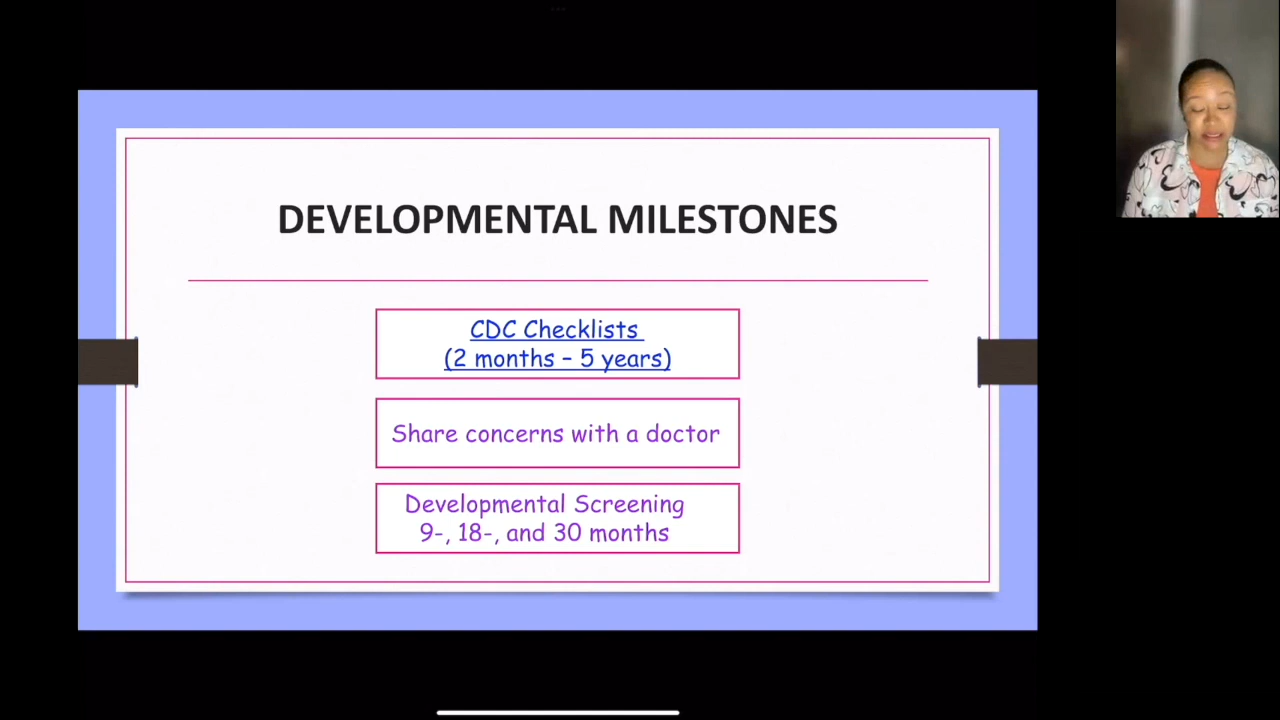 DEVELOPMENTAL MILESTONES
CDC Checklists
(2 months – 5 years)
Share concerns with a doctor
Developmental Screening
9-, 18-, and 30 months